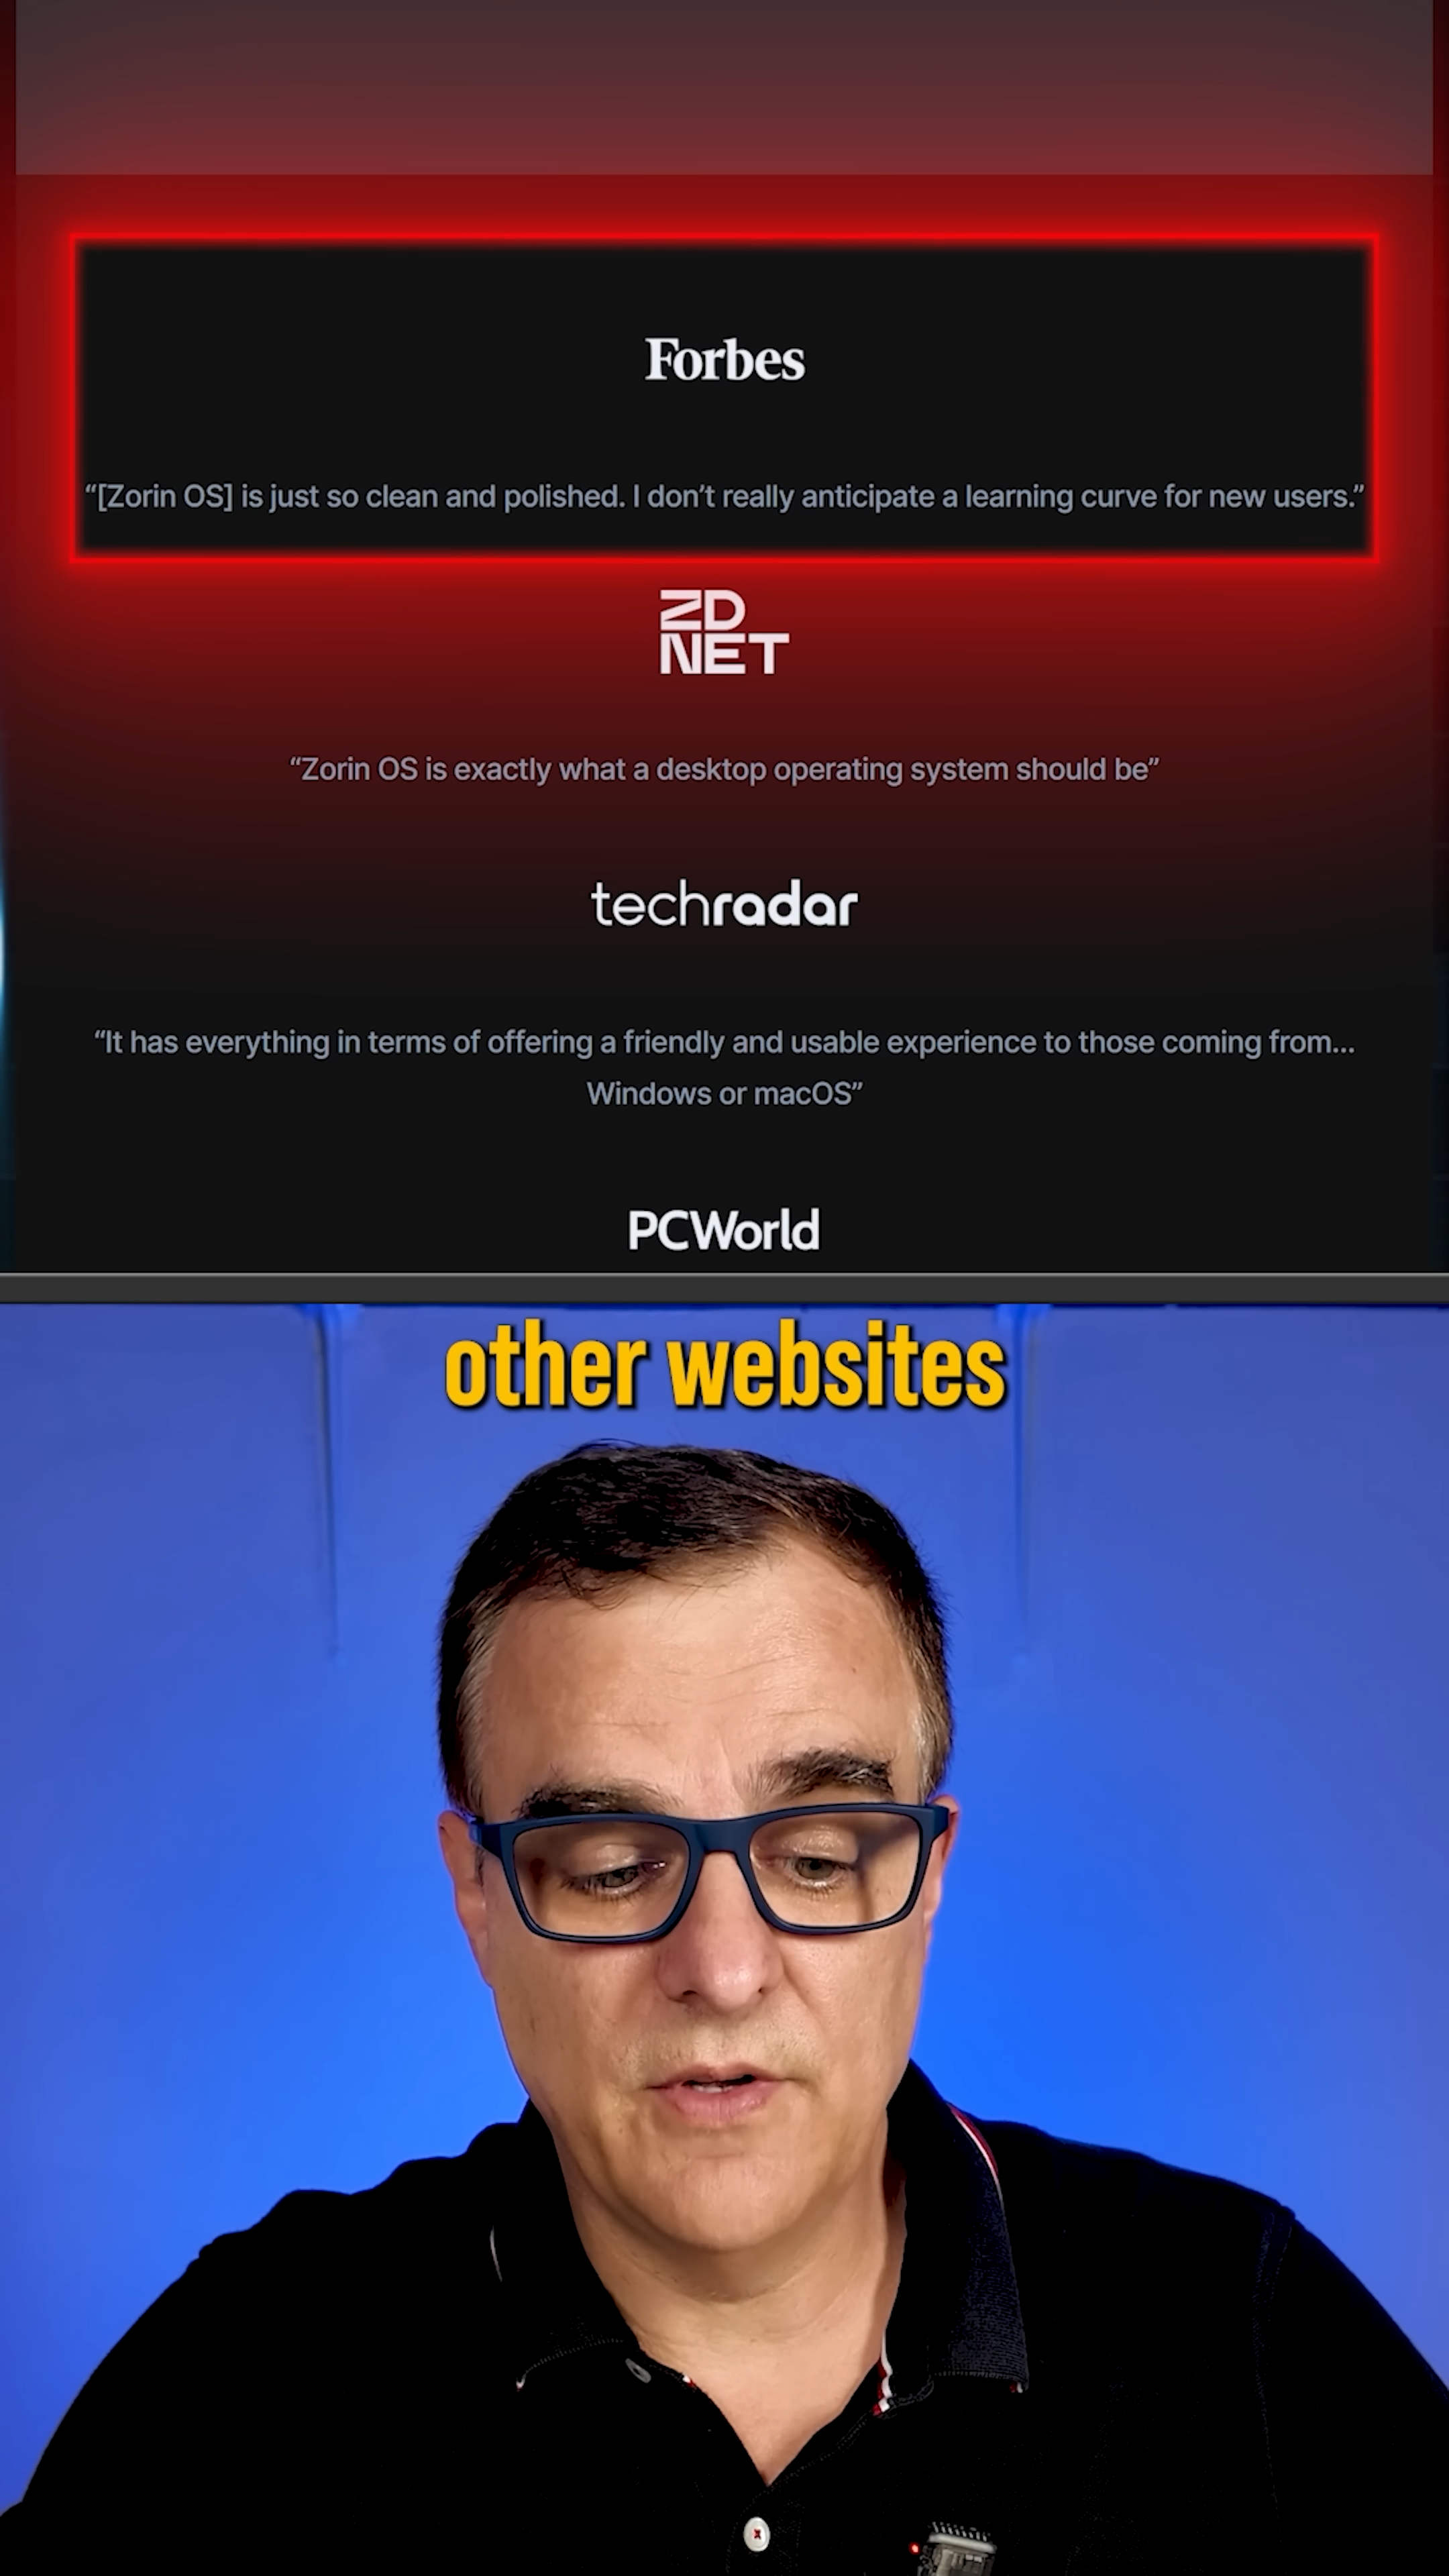 Forbes
“[Zorin OS] is just so clean and polished. I don’t really anticipate a learning curve for new users.”
ZD
NET
“Zorin OS is exactly what a desktop operating system should be”
techradar
“It has everything in terms of offering a friendly and usable experience to those coming from...
Windows or macOS”
PCWorld
other websites